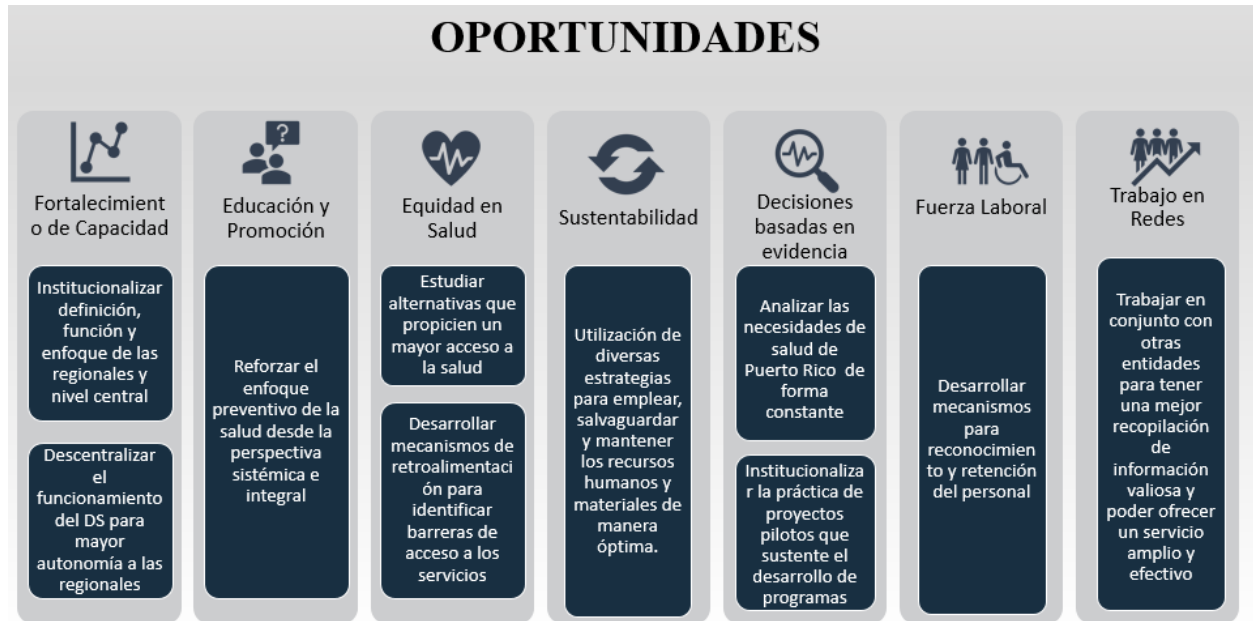 OPORTUNIDADES
?
Fortalecimient
o de Capacidad
Institucionalizar
definición,
función y
enfoque de las
regionales y
nivel central
Descentralizar
el
funcionamiento
del DS para
mayor
autonomía a las
regionales
Educación y
Promoción
Reforzar el
enfoque
preventivo de la
salud desde la
perspectiva
sistémica e
integral
Equidad en
Salud
Estudiar
alternativas que
propicien un
mayor acceso a
la salud
Desarrollar
mecanismos de
retroalimentaci
ón para
identificar
barreras de
acceso a los
servicios
Sustentabilidad
Utilización de
diversas
estrategias
para emplear,
salvaguardar
y mantener
los recursos
humanos y
materiales de
manera
óptima.
Decisiones
basadas en
evidencia
Analizar las
necesidades de
salud de
Puerto Rico de
forma
constante
Institucionaliza
r la práctica de
proyectos
pilotos que
sustente el
desarrollo de
programas
Fuerza Laboral
Desarrollar
mecanismos
para
reconocimien
to y retención
del personal
Trabajo en
Redes
Trabajar en
conjunto con
otras
entidades
para tener
una mejor
recopilación
de
información
valiosa y
poder ofrecer
un servicio
amplio y
efectivo